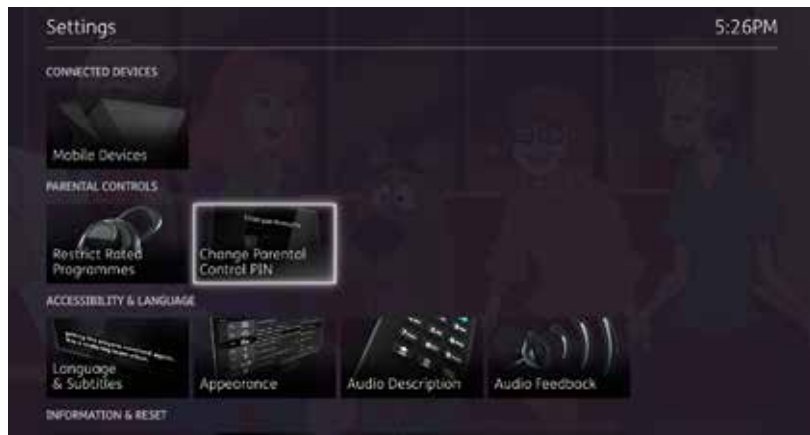 Settings
5:26PM
CONNECTED DEVICES
Mobile Devices
PARENTAL CONTROLS
Restrict Rated
Programmes
Change Parental
Control PIN
ACCESSIBILITY & LANGUAGE
Language
& Subtitles
Appearance
Audio Description
Audio Feedback
INFORMATION & RESET